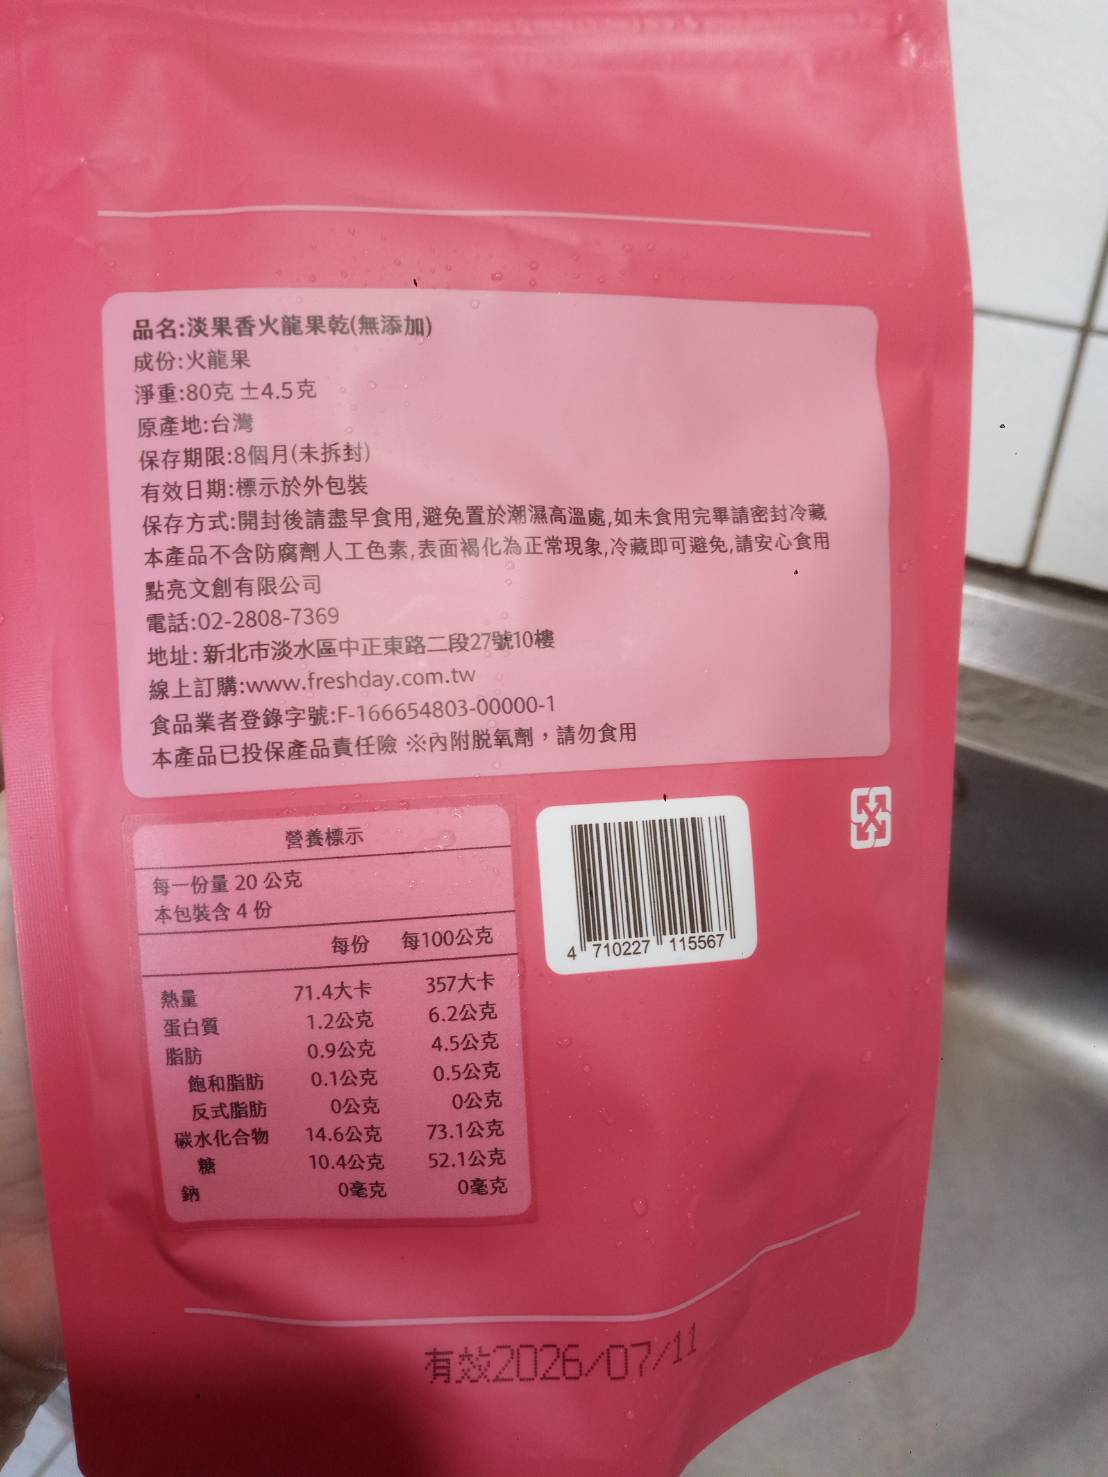 品名:淡果香火龍果乾(無添加)
成份:火龍果
淨重:80克 ±4.5克
原產地:台灣
保存期限:8個月(未拆封)
有效日期:標示於外包裝
保存方式:開封後請盡早食用,避免置於潮濕高溫處,如未食用完畢請密封冷藏
本產品不含防腐劑人工色素,表面褐化為正常現象,冷藏即可避免,請安心食用
點亮文創有限公司
電話:02-2808-7369
地址: 新北市淡水區中正東路二段27號10樓
線上訂購:www.freshday.com.tw
食品業者登錄字號:F-166654803-00000-1
本產品已投保產品責任險 ※內附脫氧劑，請勿食用
營養標示
每一份量 20 公克
本包裝含 4 份
每份 每100公克
熱量 71.4大卡 357大卡
蛋白質 1.2公克 6.2公克
脂肪 0.9公克 4.5公克
飽和脂肪 0.1公克 0.5公克
反式脂肪 0公克 0公克
碳水化合物 14.6公克 73.1公克
糖 10.4公克 52.1公克
鈉 0毫克 0毫克
4 710227 115567
有效2026/07/11